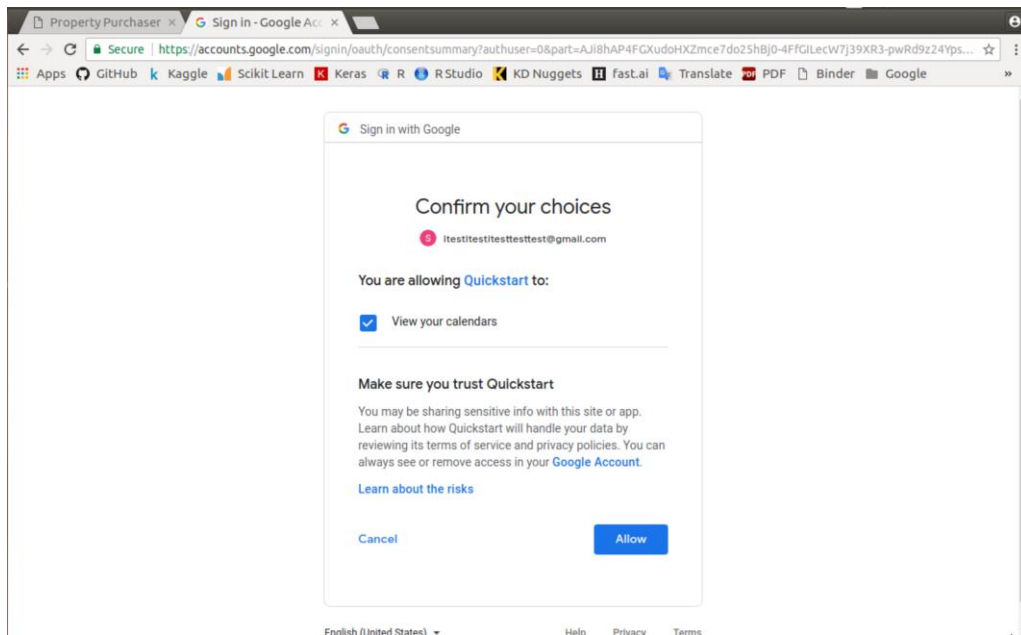 Property Purchaser
Sign in - Google Acc
Secure https://accounts.google.com/signin/oauth/consentsummary?authuser=0&part=AJi8hAP4FGXudoHXZmce7do25hBj0-4FfGILecW7j39XR3-pwRd9z24Yps...
Apps GitHub Kaggle Scikit Learn Keras R RStudio KD Nuggets fast.ai Translate PDF Binder Google »
Sign in with Google
Confirm your choices
S itestitestitesttesttest@gmail.com
You are allowing Quickstart to:
View your calendars
Make sure you trust Quickstart
You may be sharing sensitive info with this site or app.
Learn about how Quickstart will handle your data by
reviewing its terms of service and privacy policies. You can
always see or remove access in your Google Account.
Learn about the risks
Cancel Allow
English (United States) Help Privacy Terms